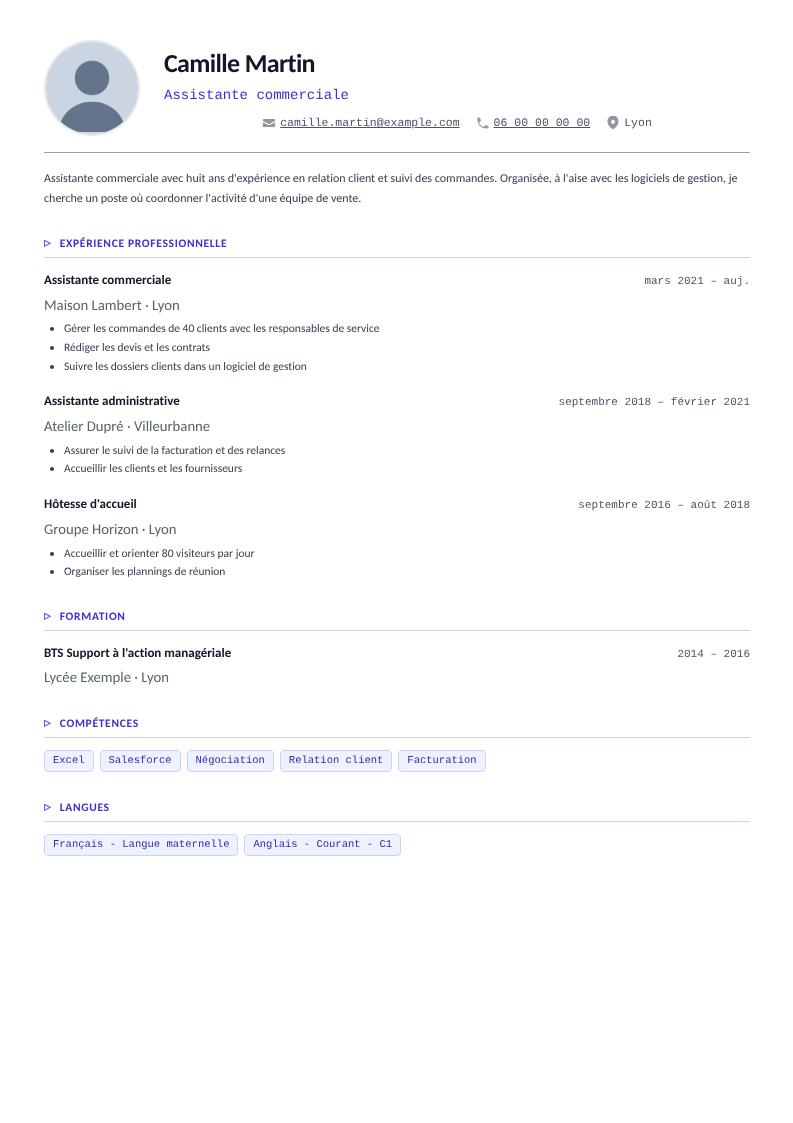 Camille Martin
Assistante commerciale
camille.martin@example.com 06 00 00 00 00 Lyon
Assistante commerciale avec huit ans d'expérience en relation client et suivi des commandes. Organisée, à l'aise avec les logiciels de gestion, je
cherche un poste où coordonner l'activité d'une équipe de vente.
EXPÉRIENCE PROFESSIONNELLE
Assistante commerciale mars 2021 – auj.
Maison Lambert · Lyon
• Gérer les commandes de 40 clients avec les responsables de service
• Rédiger les devis et les contrats
• Suivre les dossiers clients dans un logiciel de gestion
Assistante administrative septembre 2018 – février 2021
Atelier Dupré · Villeurbanne
• Assurer le suivi de la facturation et des relances
• Accueillir les clients et les fournisseurs
Hôtesse d'accueil septembre 2016 – août 2018
Groupe Horizon · Lyon
• Accueillir et orienter 80 visiteurs par jour
• Organiser les plannings de réunion
FORMATION
BTS Support à l'action managériale 2014 – 2016
Lycée Exemple · Lyon
COMPÉTENCES
Excel Salesforce Négociation Relation client Facturation
LANGUES
Français - Langue maternelle Anglais - Courant - C1